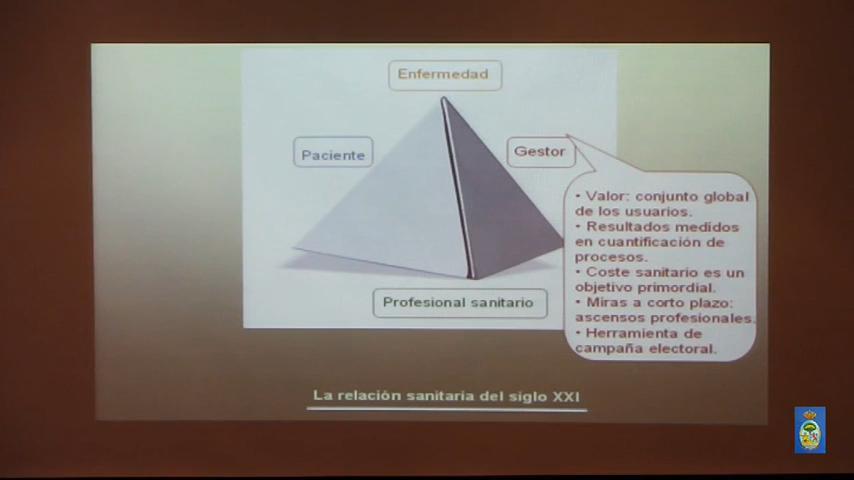 Enfermedad
Paciente
Gestor
• Valor: conjunto global
de los usuarios.
• Resultados medidos
en cuantificación de
procesos.
• Coste sanitario es un
objetivo primordial.
• Miras a corto plazo:
ascensos profesionales.
• Herramienta de
campaña electoral.
Profesional sanitario
La relación sanitaria del siglo XXI